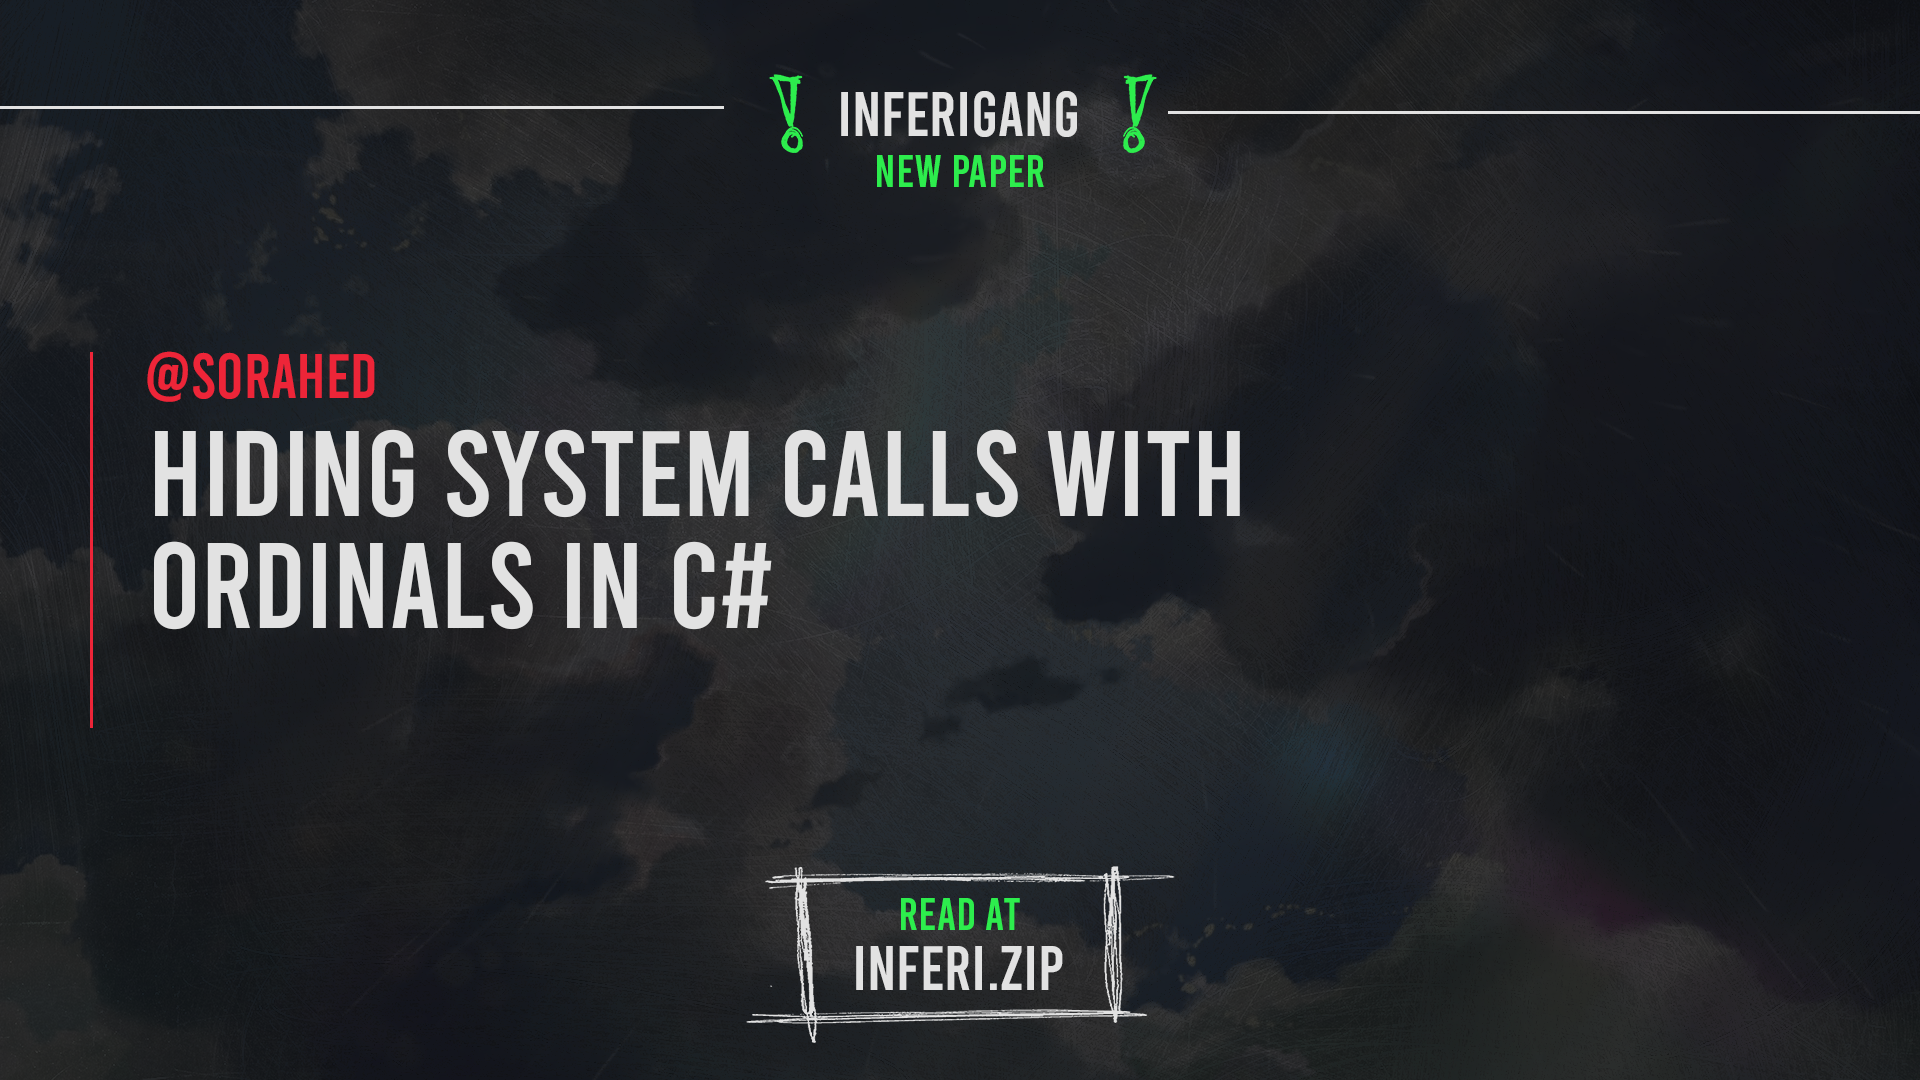 INFERIGANG
NEW PAPER
@SORAHED
HIDING SYSTEM CALLS WITH
ORDINALS IN C#
READ AT
INFERI.ZIP